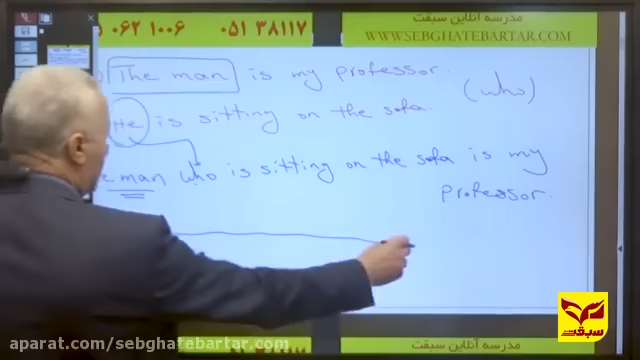 مدرسه آنلاین سبقت
۰۶۲ ۱۰۰۶ ۰۵۱ ۳۸۱۱۷
WWW.SEBGHATEBARTAR.COM
The man is my professor.
(who)
He is sitting on the sofa.
man who is sitting on the sofa is my
professor.
سبقت
aparat.com/sebghatebartar.com
مدرسه آنلاین سبقت